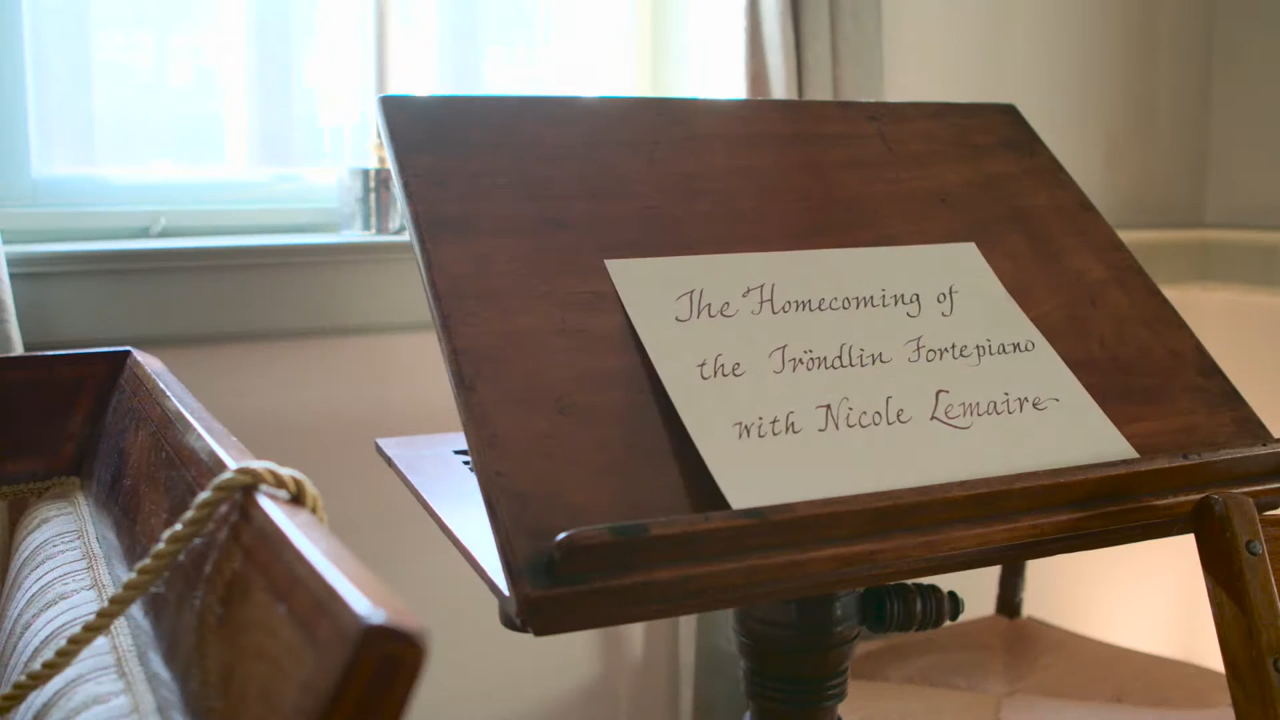 The Homecoming of
the Tröndlin Fortepiano
with Nicole Lemaire